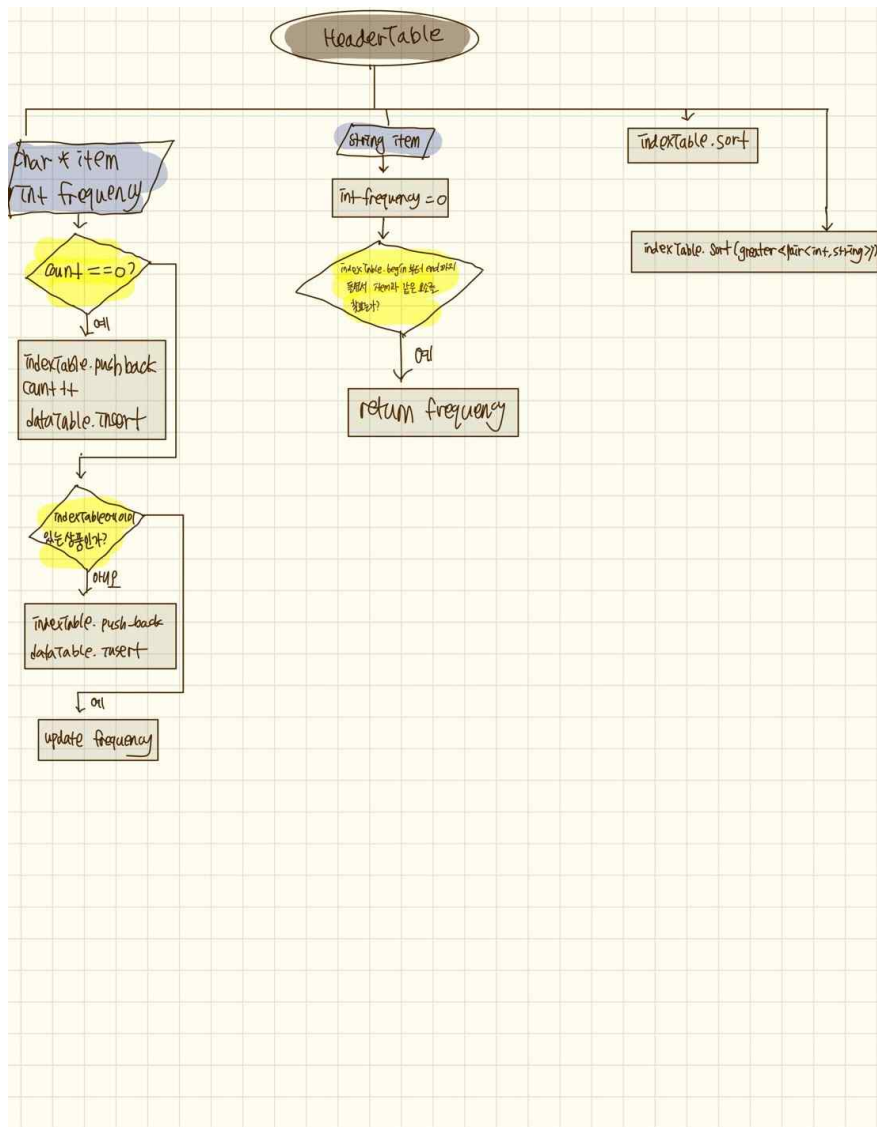 HeaderTable
char * item
int frequency
count ==0?
예
indexTable.pushback
count ++
dataTable.insert
indexTable에 이미
있는 상품인가?
아니오
indexTable. push-back
dataTable. insert
예
update frequency
string item
int frequency =0
indexTable.begin 부터 end까지
돌면서 item과 같은 요소를
찾았는가?
예
return frequency
indexTable.sort
indexTable. sort(greater<pair<int,string>>)